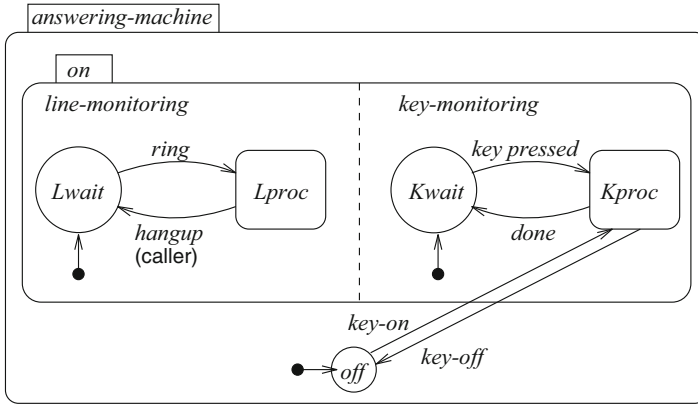 answering-machine
on
line-monitoring
key-monitoring
ring
key pressed
Lwait
Lproc
Kwait
Kproc
hangup
(caller)
done
key-on
key-off
off